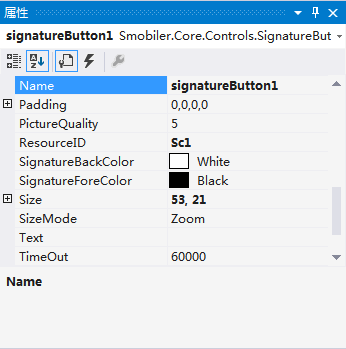 属性
signatureButton1 Smobiler.Core.Controls.SignatureBut
Name signatureButton1
Padding 0,0,0,0
PictureQuality 5
ResourceID Sc1
SignatureBackColor White
SignatureForeColor Black
Size 53, 21
SizeMode Zoom
Text
TimeOut 60000
Name